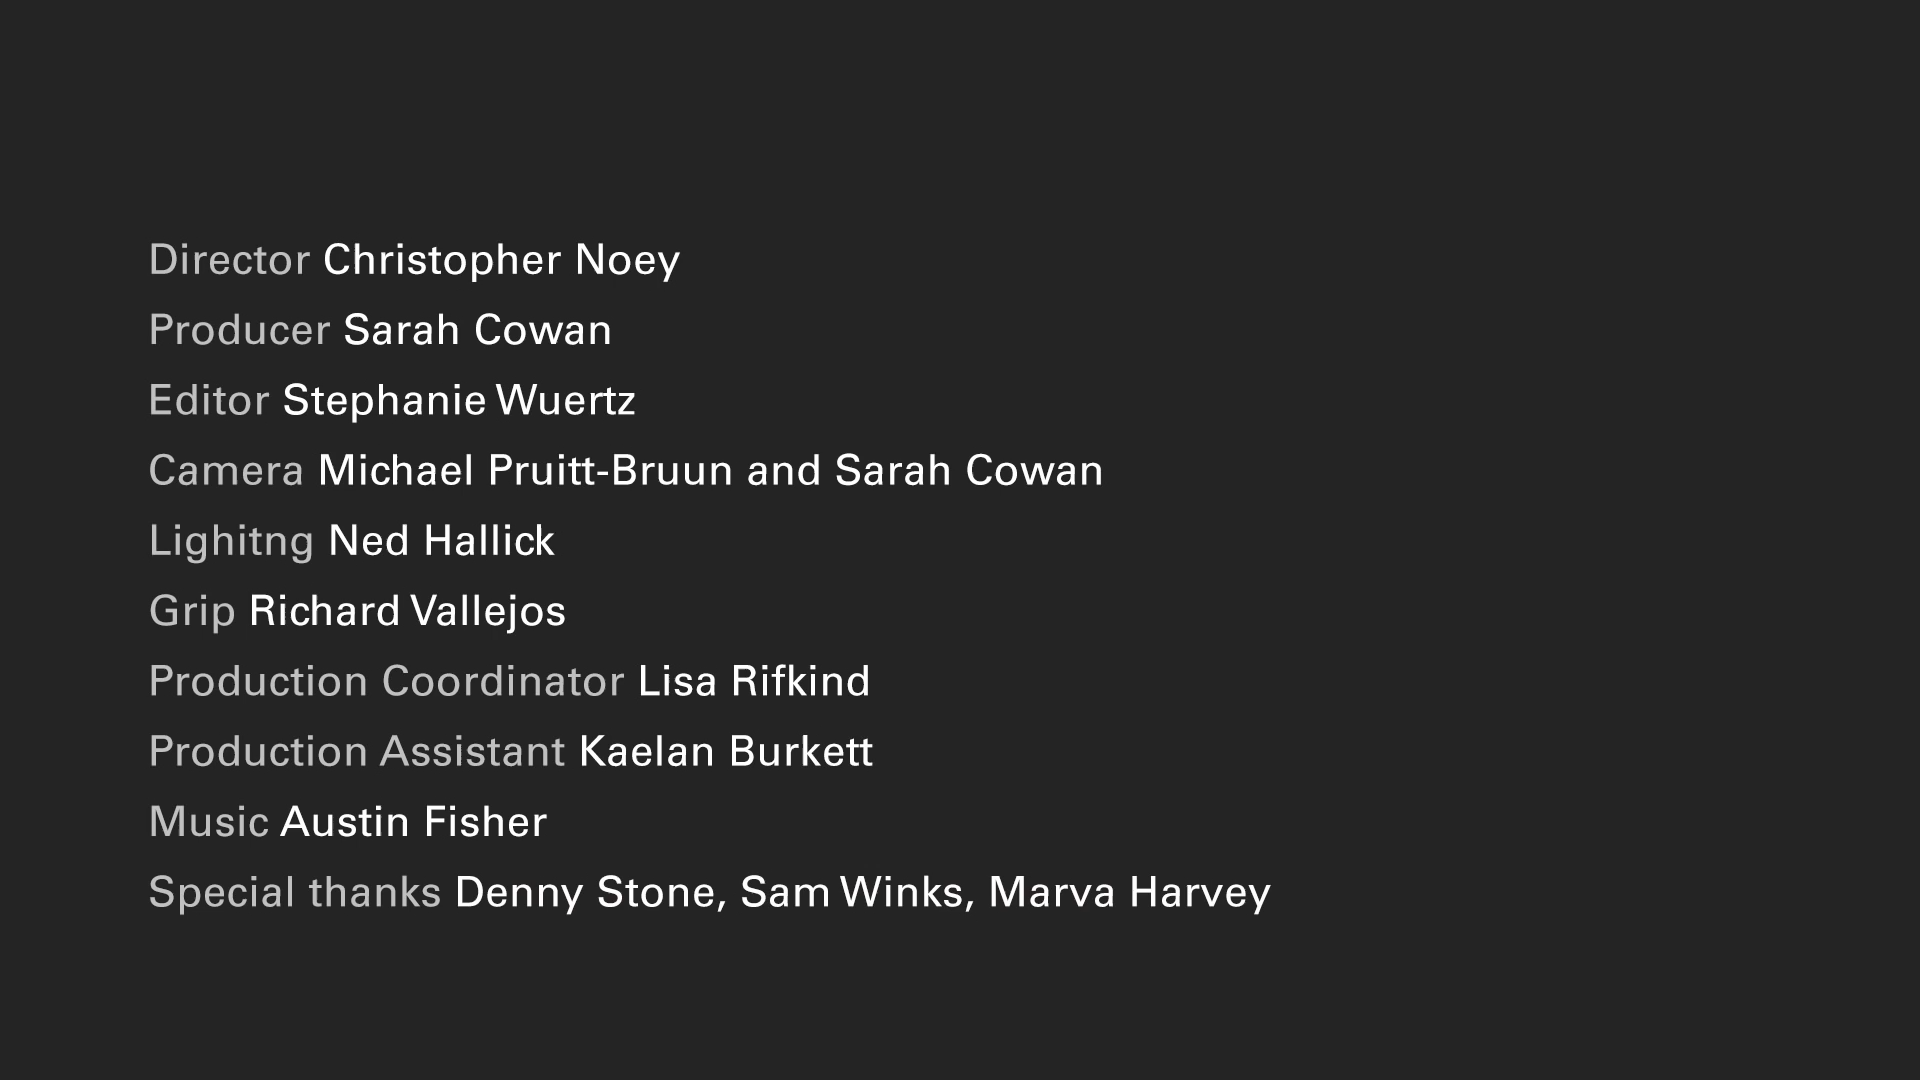 Director Christopher Noey
Producer Sarah Cowan
Editor Stephanie Wuertz
Camera Michael Pruitt-Bruun and Sarah Cowan
Lighitng Ned Hallick
Grip Richard Vallejos
Production Coordinator Lisa Rifkind
Production Assistant Kaelan Burkett
Music Austin Fisher
Special thanks Denny Stone, Sam Winks, Marva Harvey